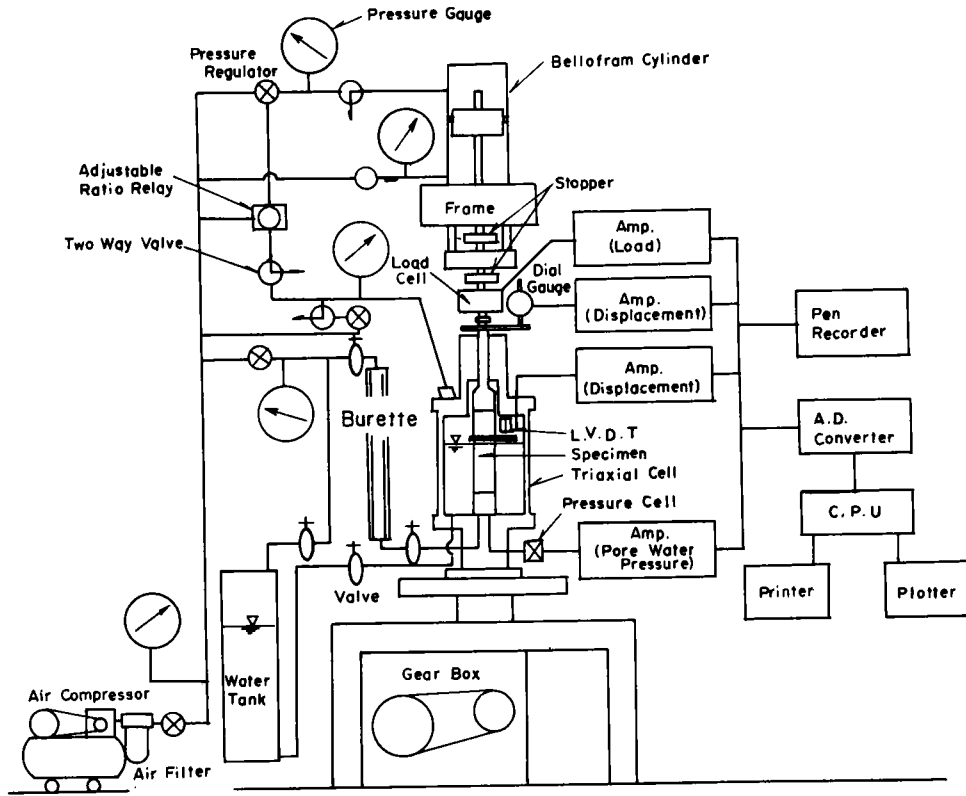 Pressure Gauge
Pressure
Regulator
Bellofram Cylinder
Adjustable
Ratio Relay
Stopper
Frame
Amp.
(Load)
Two Way Valve
Load
Cell
Dial
Gauge
Amp.
(Displacement)
Pen
Recorder
Amp.
(Displacement)
Burette
L.V.D.T
Specimen
Triaxial Cell
A.D.
Converter
Pressure Cell
C.P.U
Amp.
(Pore Water
Pressure)
Valve
Printer
Plotter
Water
Tank
Gear Box
Air Compressor
Air Filter